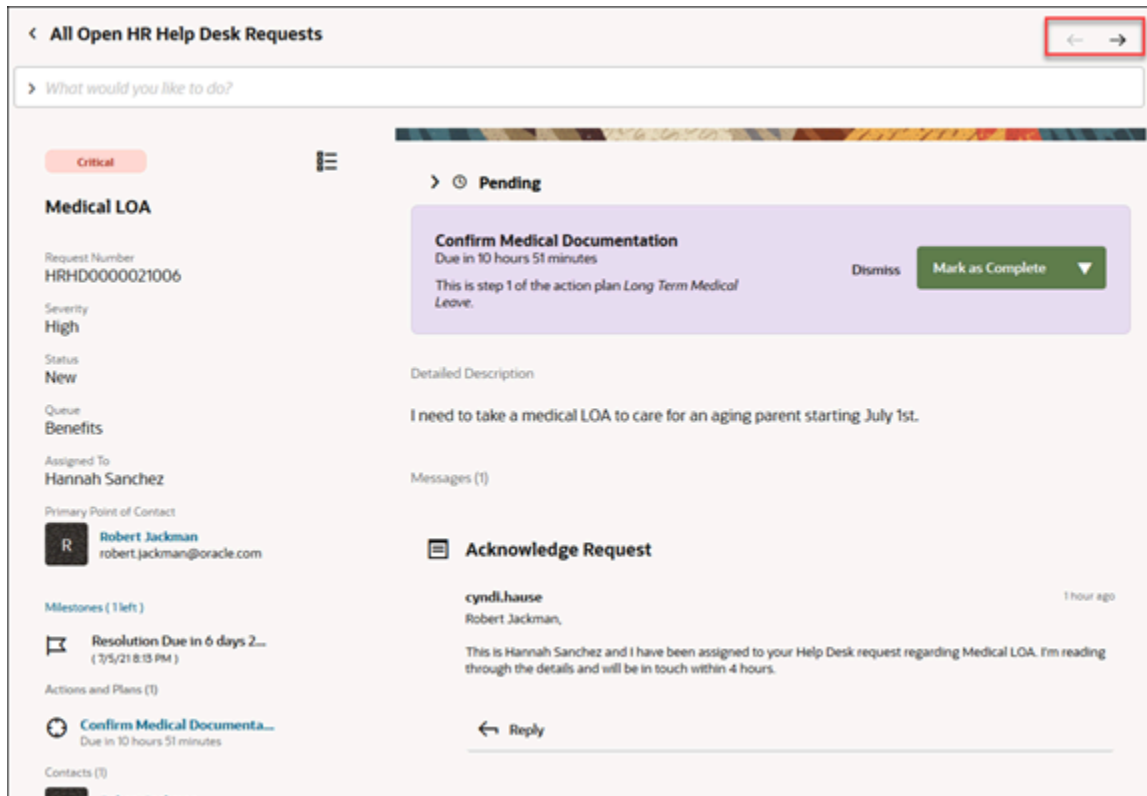 All Open HR Help Desk Requests
What would you like to do?
Critical
Medical LOA
Request Number
HRHD0000021006
Severity
High
Status
New
Queue
Benefits
Assigned To
Hannah Sanchez
Primary Point of Contact
R
Robert Jackman
robert.jackman@oracle.com
Milestones ( 1 left )
Resolution Due in 6 days 2...
( 7/5/21 8:13 PM )
Actions and Plans (1)
Confirm Medical Documenta...
Due in 10 hours 51 minutes
Contacts (1)
Pending
Confirm Medical Documentation
Due in 10 hours 51 minutes
This is step 1 of the action plan Long Term Medical
Leave.
Dismiss
Mark as Complete
Detailed Description
I need to take a medical LOA to care for an aging parent starting July 1st.
Messages (1)
Acknowledge Request
cyndi.hause
1 hour ago
Robert Jackman,
This is Hannah Sanchez and I have been assigned to your Help Desk request regarding Medical LOA. I'm reading
through the details and will be in touch within 4 hours.
Reply